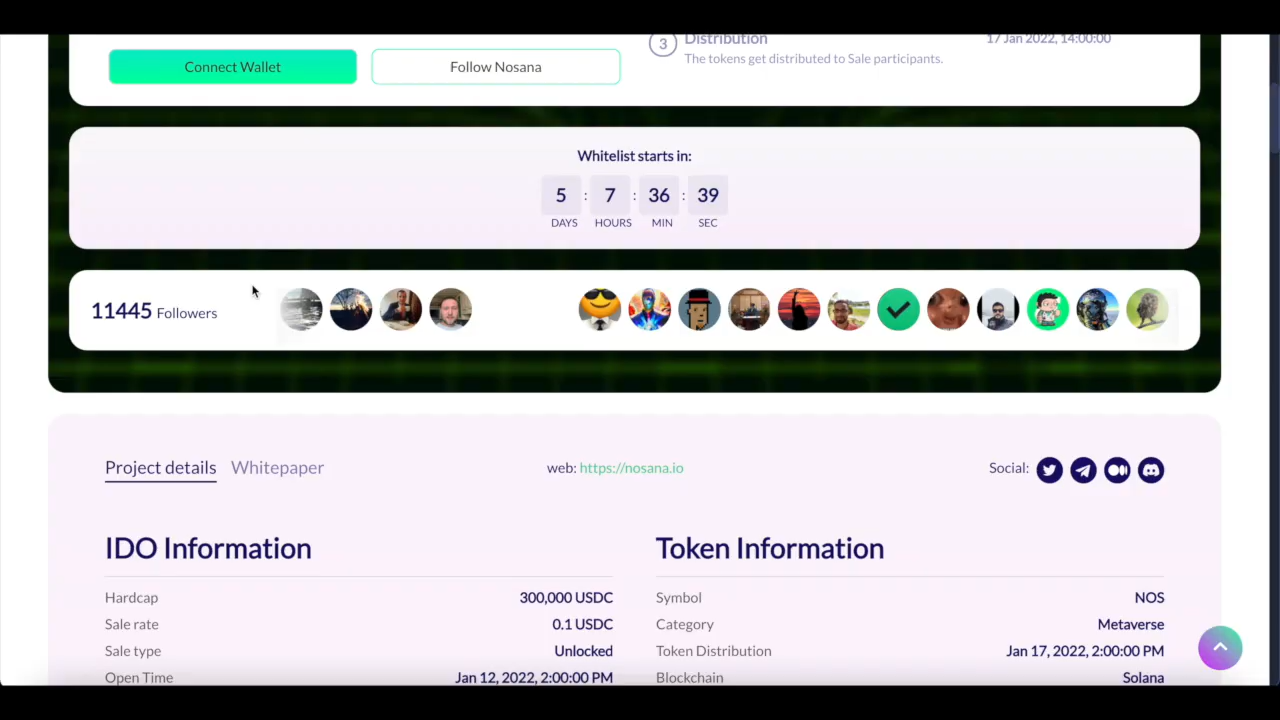 Connect Wallet
Follow Nosana
3
Distribution
17 Jan 2022, 14:00:00
The tokens get distributed to Sale participants.
Whitelist starts in:
5 : 7 : 36 : 39
DAYS HOURS MIN SEC
11445 Followers
Project details Whitepaper
web: https://nosana.io
Social:
IDO Information
Hardcap 300,000 USDC
Sale rate 0.1 USDC
Sale type Unlocked
Open Time Jan 12, 2022, 2:00:00 PM
Token Information
Symbol NOS
Category Metaverse
Token Distribution Jan 17, 2022, 2:00:00 PM
Blockchain Solana